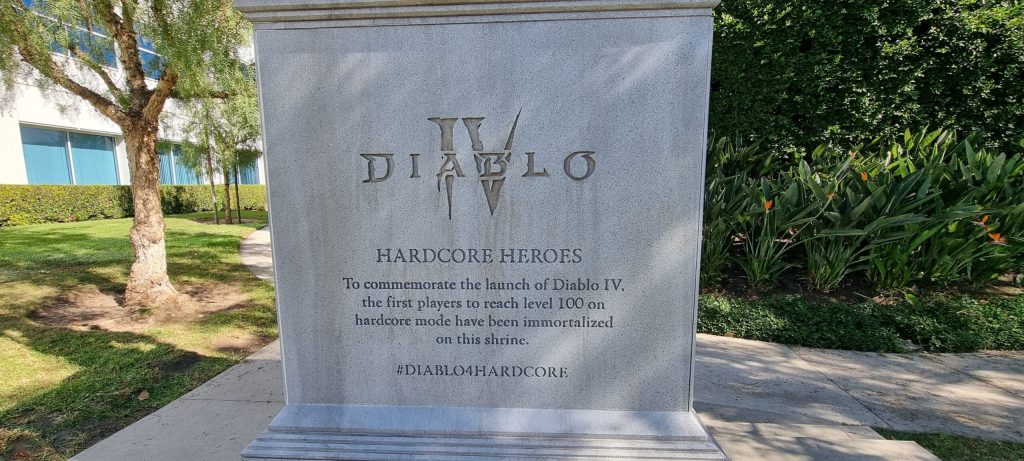 DIABLO IV
HARDCORE HEROES
To commemorate the launch of Diablo IV,
the first players to reach level 100 on
hardcore mode have been immortalized
on this shrine.
#DIABLO4HARDCORE